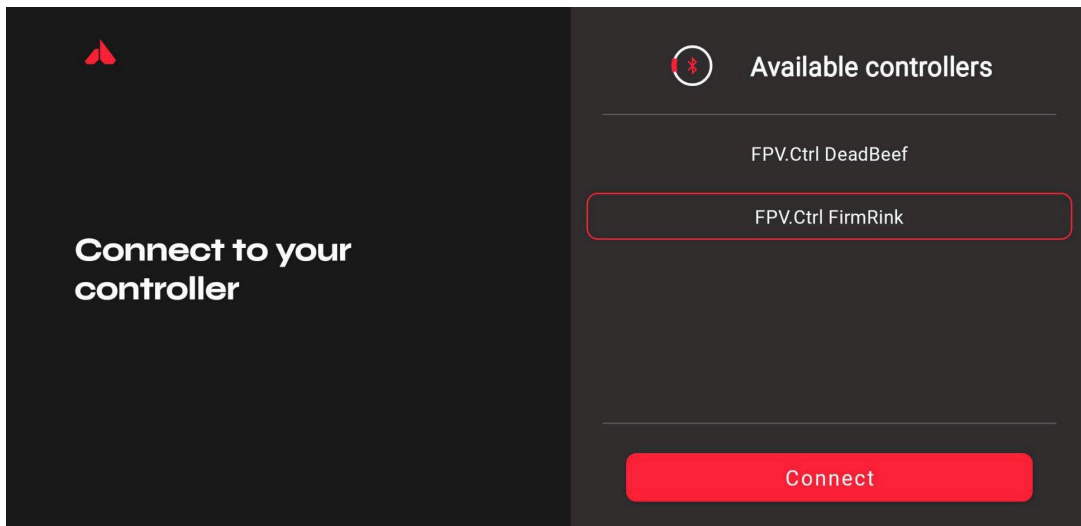 Connect to your
controller
Available controllers
FPV.Ctrl DeadBeef
FPV.Ctrl FirmRink
Connect